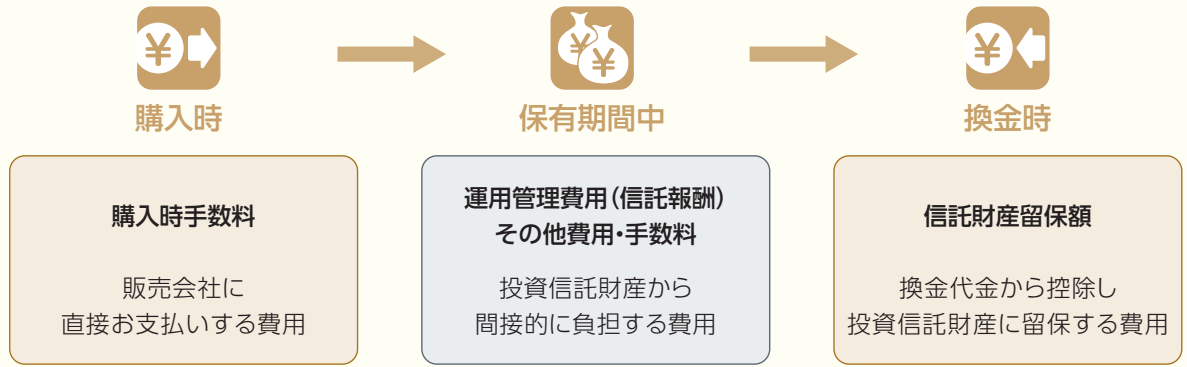 ¥
¥
¥
¥
購入時
保有期間中
換金時
購入時手数料
販売会社に
直接お支払いする費用
運用管理費用(信託報酬)
その他費用・手数料
投資信託財産から
間接的に負担する費用
信託財産留保額
換金代金から控除し
投資信託財産に留保する費用